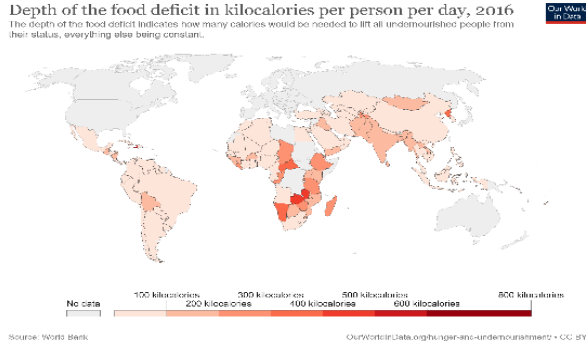 Depth of the food deficit in kilocalories per person per day, 2016
Our World
in Data
The depth of the food deficit indicates how many calories would be needed to lift all undernourished people from
their status, everything else being constant.
No data
100 kilocalories
200 kilocalories
300 kilocalories
400 kilocalories
500 kilocalories
600 kilocalories
800 kilocalories
Source: World Bank
OurWorldInData.org/hunger-and-undernourishment/ • CC BY